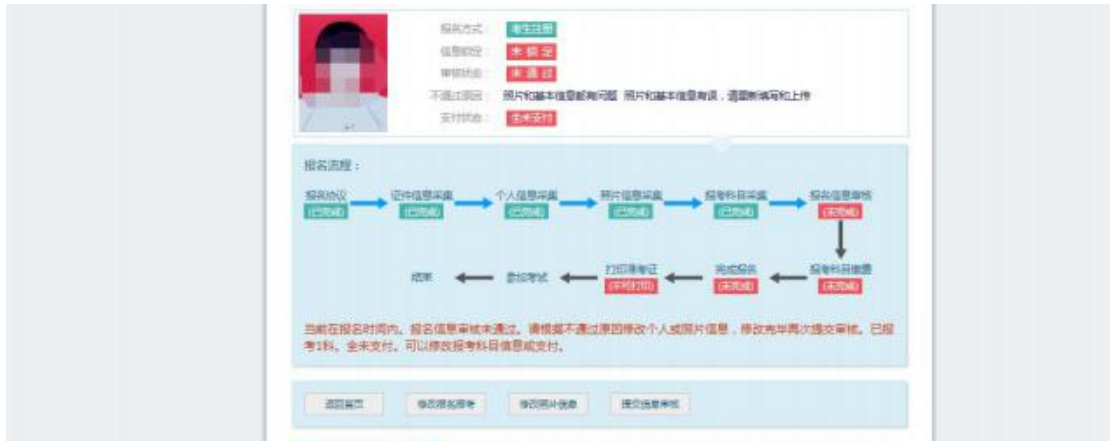 报名方式： 考生注册
信息锁定： 未 锁 定
审核状态： 未 通 过
不通过原因： 照片和基本信息都有问题 照片和基本信息有误，请重新填写和上传
支付状态： 全未支付
报名流程：
报名协议 证件信息采集 个人信息采集 照片信息采集 报考科目采集 报名信息审核
(已完成) (已完成) (已完成) (已完成) (已完成) (未完成)
结束 参加考试 打印准考证 完成报名 报考科目缴费
(不可打印) (未完成) (未完成)
当前在报名时间内。报名信息审核未通过。请根据不通过原因修改个人或照片信息，修改完毕再次提交审核。已报
考1科。全未支付。可以修改报考科目信息或支付。
返回首页 修改报名报考 修改照片信息 提交信息审核